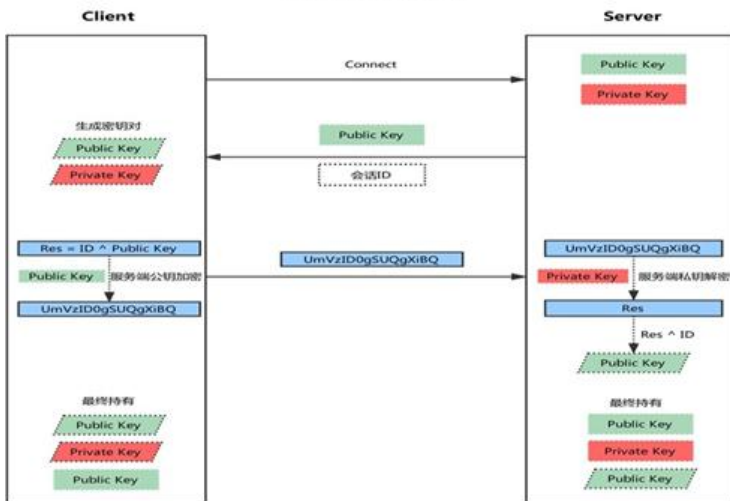 Client
Server
Connect
Public Key
Private Key
生成密钥对
Public Key
Private Key
Public Key
会话ID
Res = ID ^ Public Key
Public Key
服务端公钥加密
UmVzID0gSUQgXiBQ
UmVzID0gSUQgXiBQ
UmVzID0gSUQgXiBQ
Private Key
服务端私钥解密
Res
Res ^ ID
Public Key
最终持有
Public Key
Private Key
Public Key
最终持有
Public Key
Private Key
Public Key